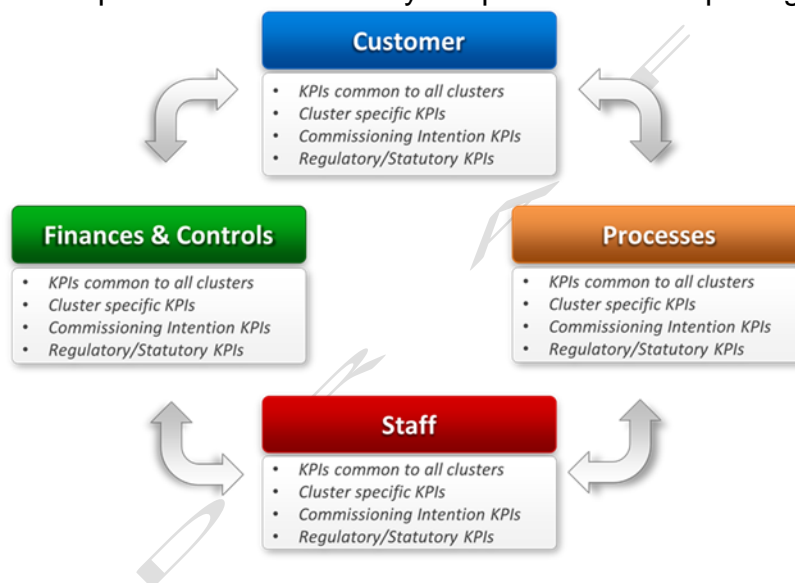 Customer
• KPIs common to all clusters
• Cluster specific KPIs
• Commissioning Intention KPIs
• Regulatory/Statutory KPIs
Finances & Controls
• KPIs common to all clusters
• Cluster specific KPIs
• Commissioning Intention KPIs
• Regulatory/Statutory KPIs
Processes
• KPIs common to all clusters
• Cluster specific KPIs
• Commissioning Intention KPIs
• Regulatory/Statutory KPIs
Staff
• KPIs common to all clusters
• Cluster specific KPIs
• Commissioning Intention KPIs
• Regulatory/Statutory KPIs